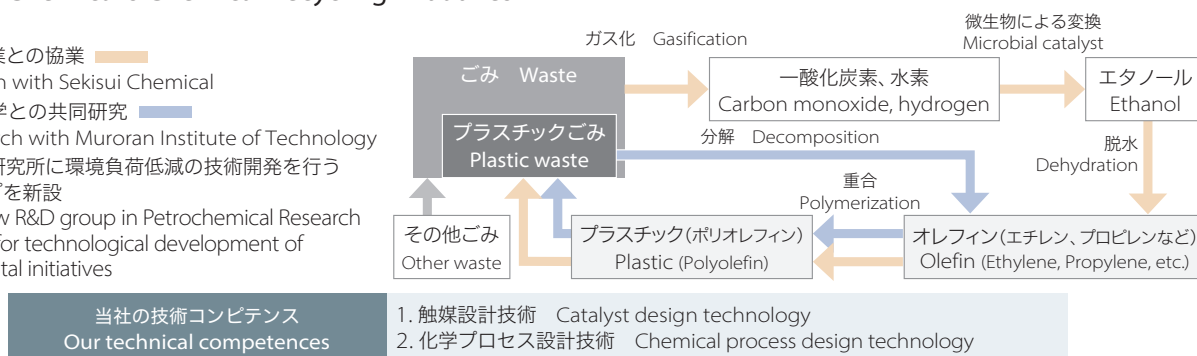 業との協業
n with Sekisui Chemical
学との共同研究
rch with Muroran Institute of Technology
研究所に環境負荷低減の技術開発を行う
を新設
w R&D group in Petrochemical Research
for technological development of
tal initiatives
ガス化 Gasification
微生物による変換
Microbial catalyst
ごみ Waste
一酸化炭素、水素
Carbon monoxide, hydrogen
エタノール
Ethanol
プラスチックごみ
Plastic waste
分解 Decomposition
脱水
Dehydration
重合
Polymerization
その他ごみ
Other waste
プラスチック(ポリオレフィン)
Plastic (Polyolefin)
オレフィン(エチレン、プロピレンなど)
Olefin (Ethylene, Propylene, etc.)
当社の技術コンピテンス
Our technical competences
1. 触媒設計技術 Catalyst design technology
2. 化学プロセス設計技術 Chemical process design technology